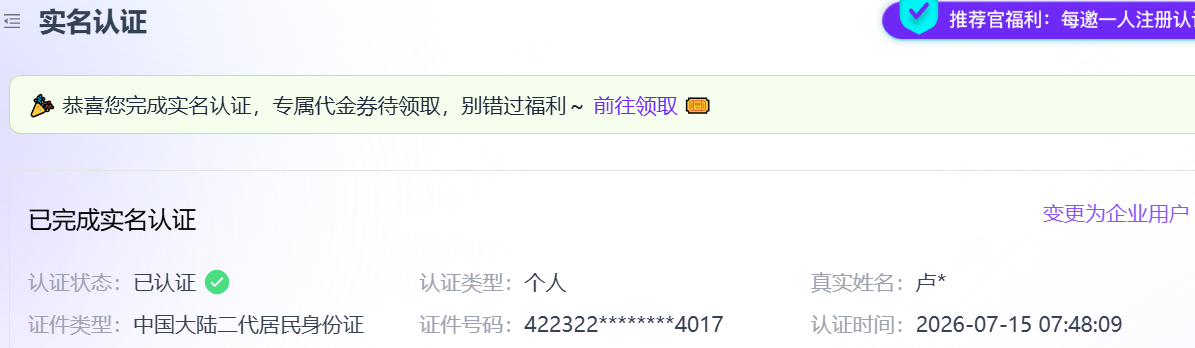 实名认证
推荐官福利：每邀一人注册认
恭喜您完成实名认证，专属代金券待领取，别错过福利~ 前往领取
已完成实名认证
变更为企业用户
认证状态：已认证
认证类型：个人
真实姓名：卢*
证件类型：中国大陆二代居民身份证
证件号码：422322********4017
认证时间：2026-07-15 07:48:09